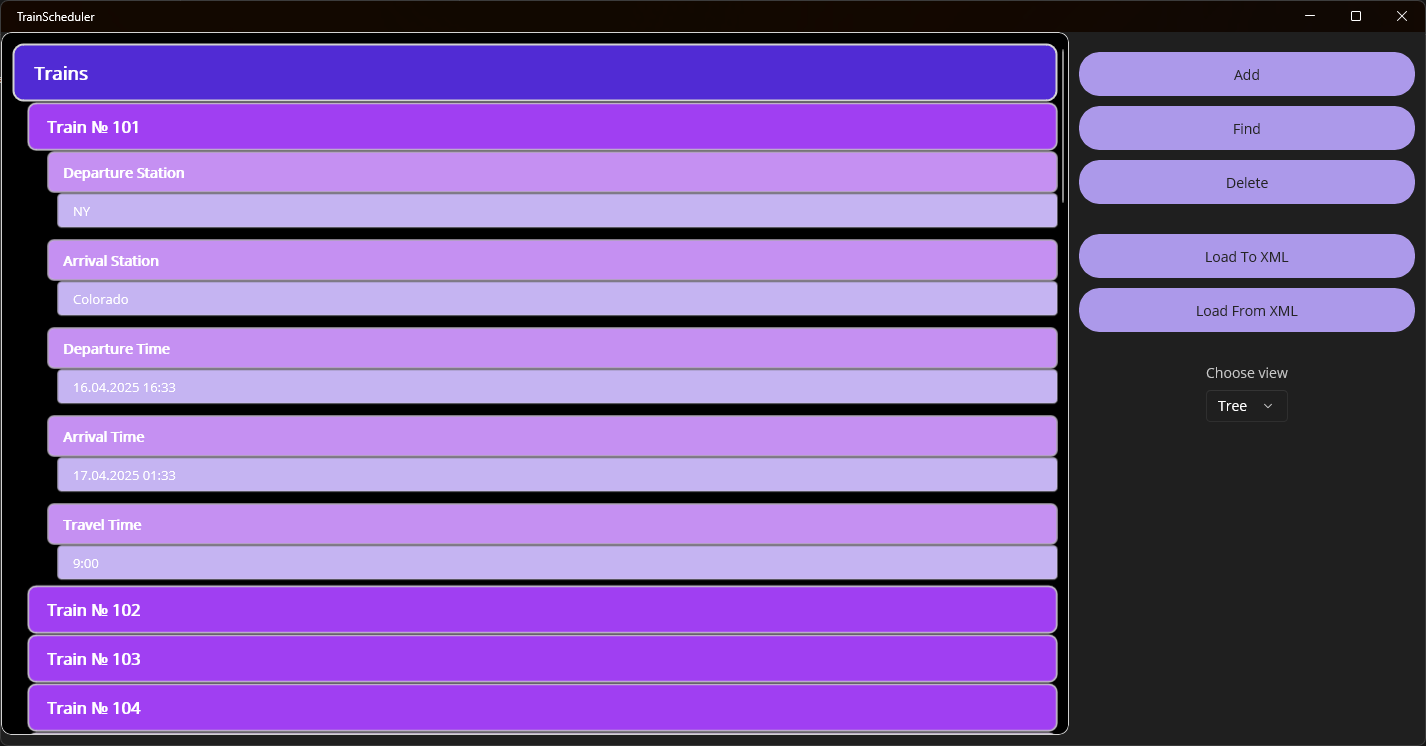 TrainScheduler
Trains
Train № 101
Departure Station
NY
Arrival Station
Colorado
Departure Time
16.04.2025 16:33
Arrival Time
17.04.2025 01:33
Travel Time
9:00
Train № 102
Train № 103
Train № 104
Add
Find
Delete
Load To XML
Load From XML
Choose view
Tree